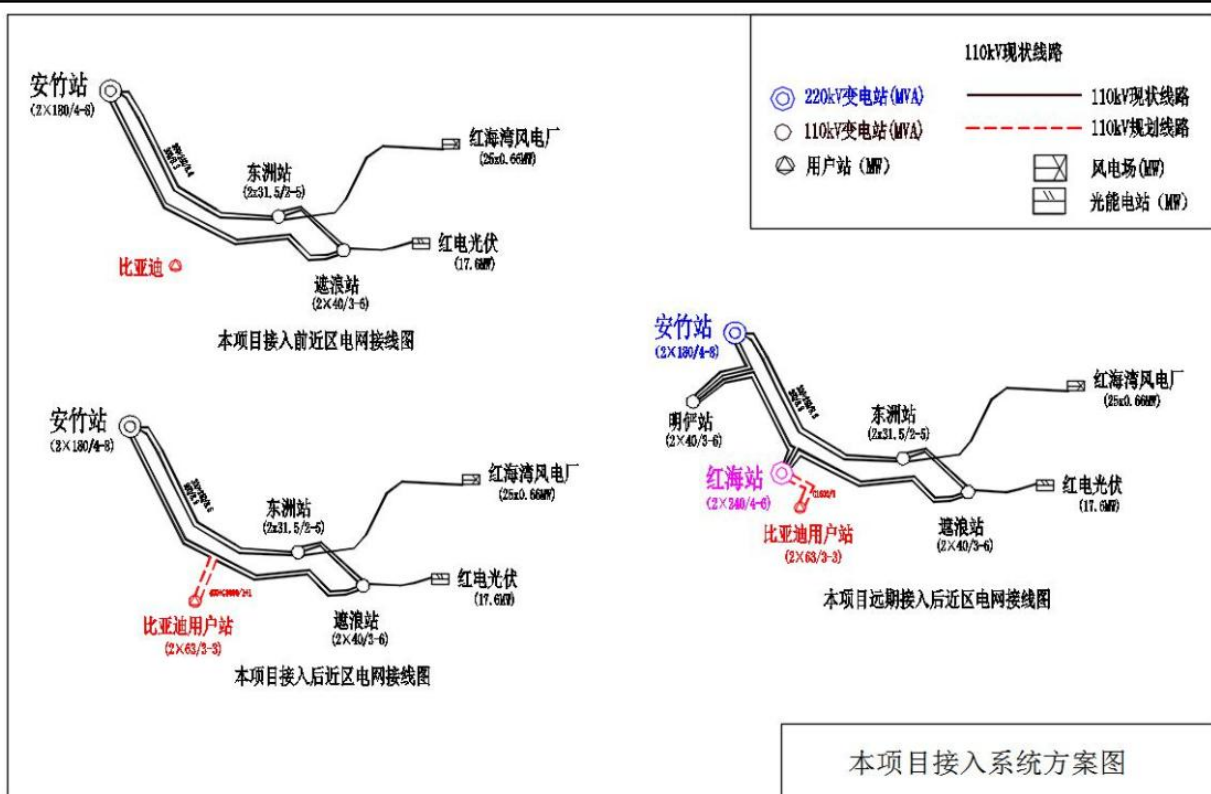 安竹站
(2×180/4-8)
东洲站
(2x31.5/2-5)
红海湾风电厂
(25x0.66MW)
红电光伏
(17.6MW)
遮浪站
(2×40/3-6)
比亚迪
本项目接入前近区电网接线图
110kV现状线路
220kV变电站(MVA)
110kV变电站(MVA)
用户站 (MW)
110kV现状线路
110kV规划线路
风电场(MW)
光能电站 (MW)
安竹站
(2×180/4-8)
东洲站
(2x31.5/2-5)
红海湾风电厂
(25x0.66MW)
红电光伏
(17.6MW)
遮浪站
(2×40/3-6)
比亚迪用户站
(2×63/3-3)
本项目接入后近区电网接线图
安竹站
(2×180/4-8)
明俨站
(2×40/3-6)
红海站
(2×240/4-6)
比亚迪用户站
(2×63/3-3)
东洲站
(2x31.5/2-5)
红海湾风电厂
(25x0.66MW)
红电光伏
(17.6MW)
遮浪站
(2×40/3-6)
本项目远期接入后近区电网接线图
本项目接入系统方案图